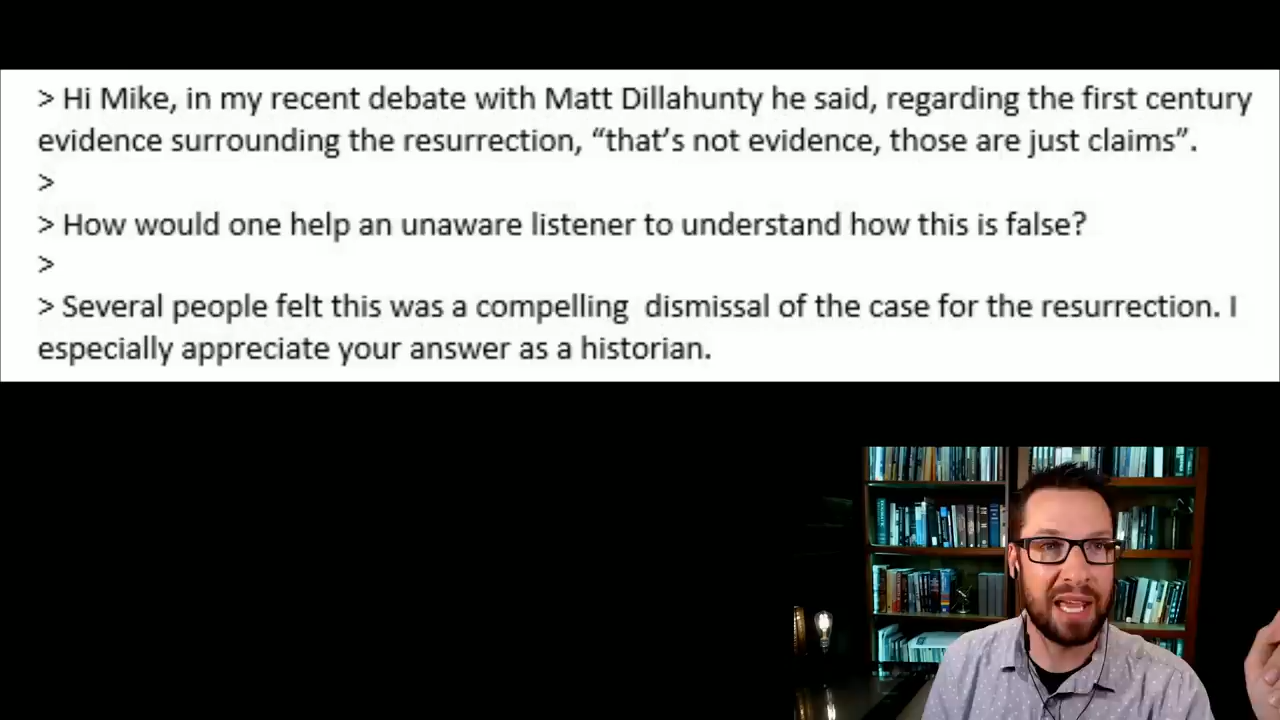 > Hi Mike, in my recent debate with Matt Dillahunty he said, regarding the first century
evidence surrounding the resurrection, “that’s not evidence, those are just claims”.
>
> How would one help an unaware listener to understand how this is false?
>
> Several people felt this was a compelling  dismissal of the case for the resurrection. I
especially appreciate your answer as a historian.